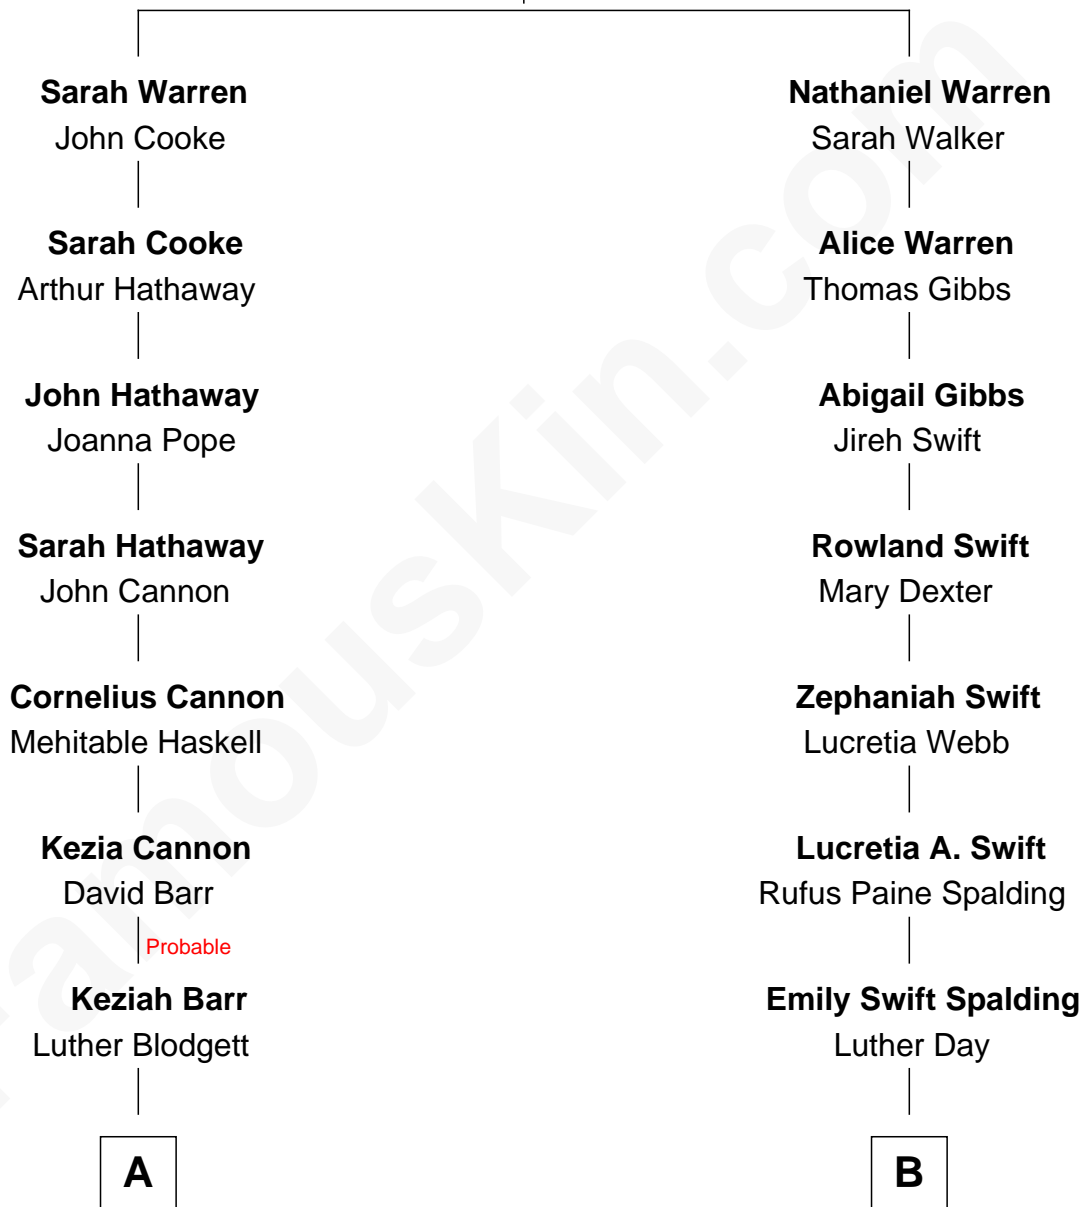 Sarah Warren
John Cooke
Sarah Cooke
Arthur Hathaway
John Hathaway
Joanna Pope
Sarah Hathaway
John Cannon
Cornelius Cannon
Mehitable Haskell
Kezia Cannon
David Barr
Probable
Keziah Barr
Luther Blodgett
A
Nathaniel Warren
Sarah Walker
Alice Warren
Thomas Gibbs
Abigail Gibbs
Jireh Swift
Rowland Swift
Mary Dexter
Zephaniah Swift
Lucretia Webb
Lucretia A. Swift
Rufus Paine Spalding
Emily Swift Spalding
Luther Day
B
FamousKin.com